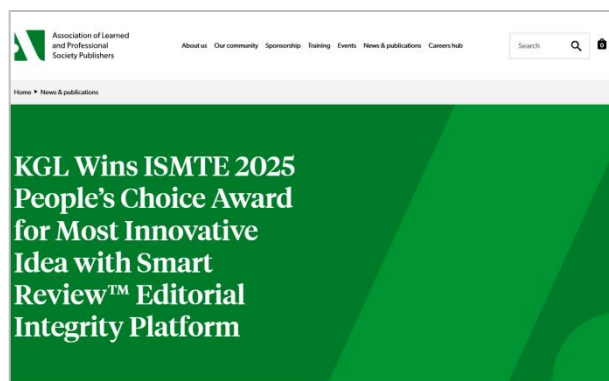 Association of Learned
and Professional
Society Publishers
About us Our community Sponsorship Training Events News & publications Careers hub
Search
0
Home ▸ News & publications
KGL Wins ISMTE 2025
People’s Choice Award
for Most Innovative
Idea with Smart
Review™ Editorial
Integrity Platform